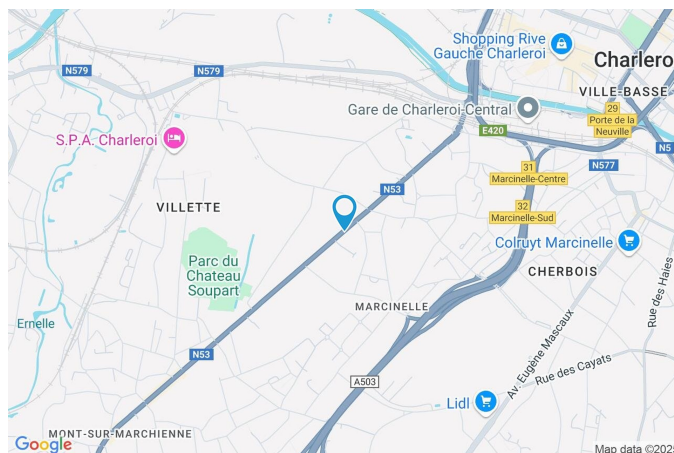 Shopping Rive
Gauche Charleroi
Charleroi
N579
N579
VILLE-BASSE
Gare de Charleroi-Central
29
Porte de la
Neuville
E420
N5
S.P.A. Charleroi
31
Marcinelle-Centre
N577
N53
32
Marcinelle-Sud
VILLETTE
Colruyt Marcinelle
Parc du
Chateau
Soupart
CHERBOIS
Rue des Haies
MARCINELLE
Ernelle
Av. Eugène Mascaux
N53
Rue des Cayats
A503
Lidl
MONT-SUR-MARCHIENNE
Google
Map data ©2025